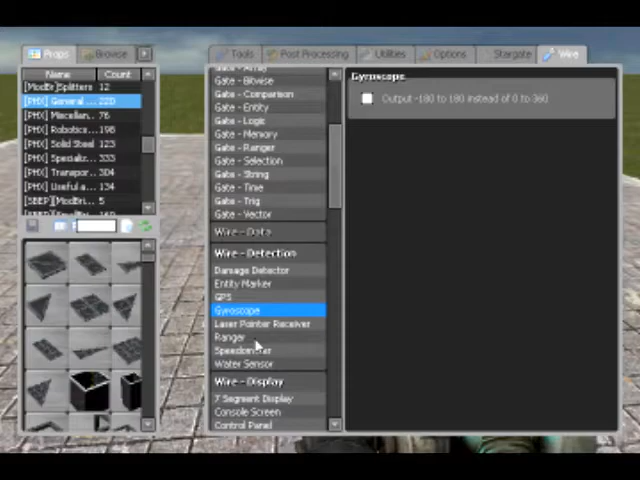 Props
Browse
Tools
Post Processing
Utilities
Options
Stargate
Wire
Name
Count
[ModBr]Splitters 12
[PHX] General ... 220
[PHX] Miscellan... 76
[PHX] Robotics... 198
[PHX] Solid Steel 123
[PHX] Specializ... 333
[PHX] Transpor... 304
[PHX] Useful a... 134
[SBEP][ModBri... 5
Gate - Bitwise
Gate - Comparison
Gate - Entity
Gate - Logic
Gate - Memory
Gate - Ranger
Gate - Selection
Gate - String
Gate - Time
Gate - Trig
Gate - Vector
Wire - Data
Wire - Detection
Damage Detector
Entity Marker
GPS
Gyroscope
Laser Pointer Receiver
Ranger
Speedometer
Water Sensor
Wire - Display
7 Segment Display
Console Screen
Control Panel
Gyroscope
Output -180 to 180 instead of 0 to 360